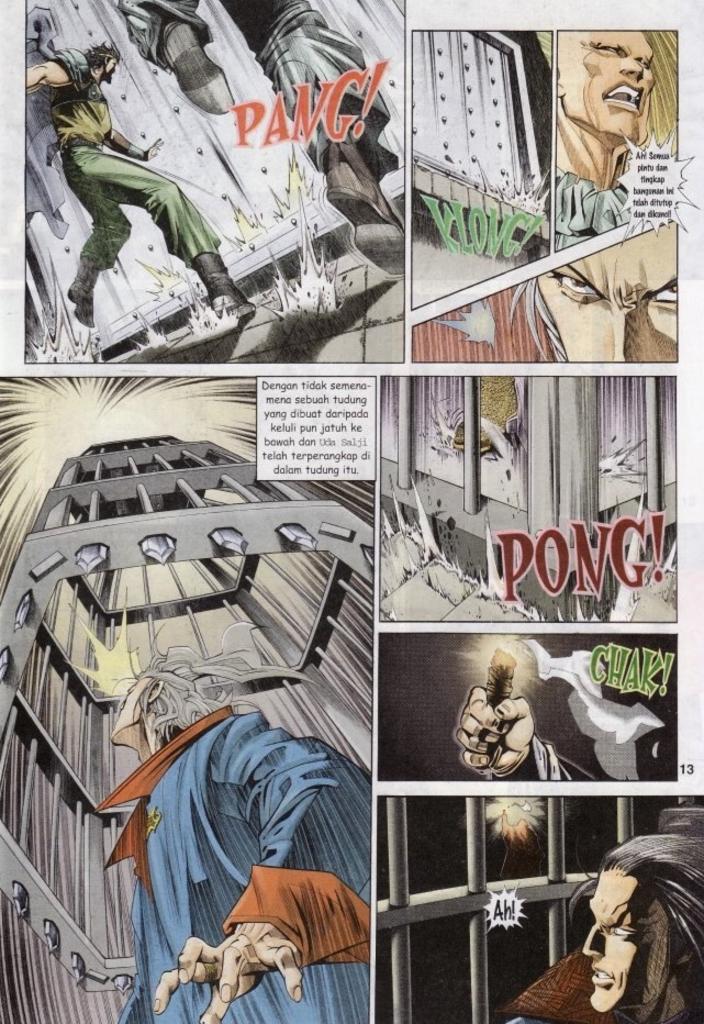 PANG!
KLONG!
Ah! Semua
pintu dan
tingkap
bangunan ini
telah ditutup
dan dikunci!
Dengan tidak semena-
mena sebuah tudung
yang dibuat daripada
keluli pun jatuh ke
bawah dan Uda Salji
telah terperangkap di
dalam tudung itu.
PONG!
CHAK!
13
Ah!